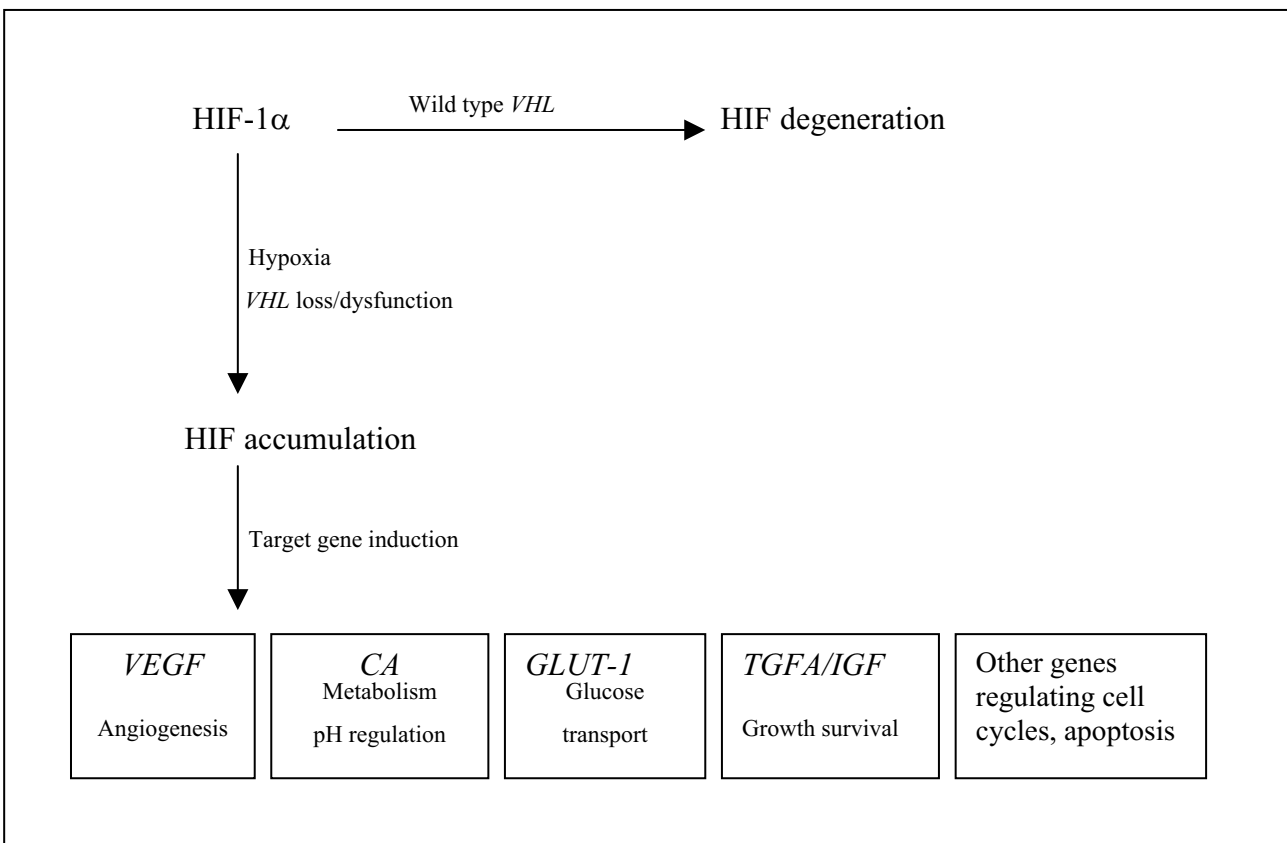 Wild type VHL
HIF-1α
HIF degeneration
Hypoxia
VHL loss/dysfunction
HIF accumulation
Target gene induction
VEGF
Angiogenesis
CA
Metabolism
pH regulation
GLUT-1
Glucose
transport
TGFA/IGF
Growth survival
Other genes
regulating cell
cycles, apoptosis